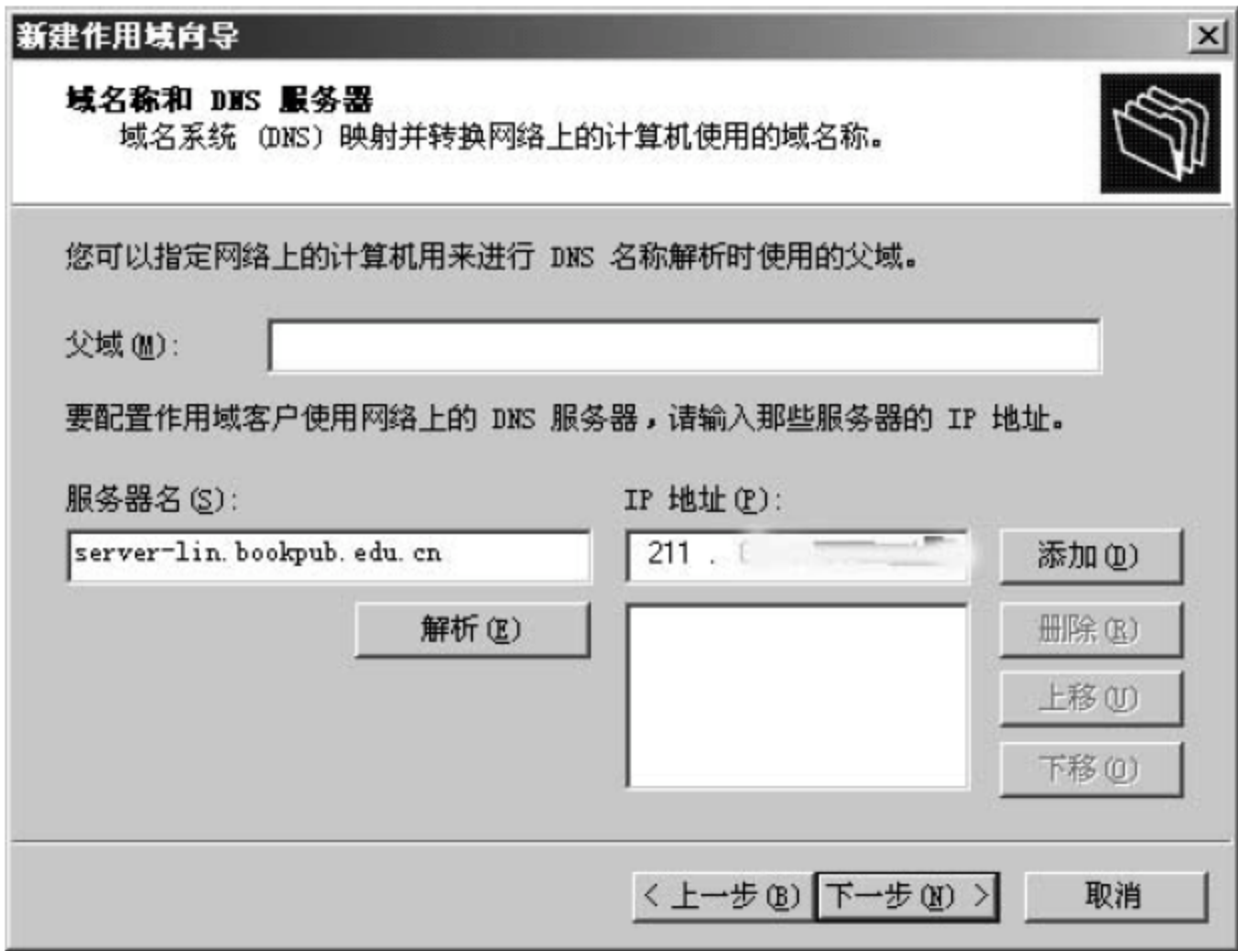 新建作用域向导
域名称和 DNS 服务器
域名系统 (DNS) 映射并转换网络上的计算机使用的域名称。
您可以指定网络上的计算机用来进行 DNS 名称解析时使用的父域。
父域(M):
要配置作用域客户使用网络上的 DNS 服务器，请输入那些服务器的 IP 地址。
服务器名(S):
IP 地址(P):
server-lin.bookpub.edu.cn
211 .
添加(D)
解析(E)
删除(R)
上移(U)
下移(O)
< 上一步(B)
下一步(N) >
取消